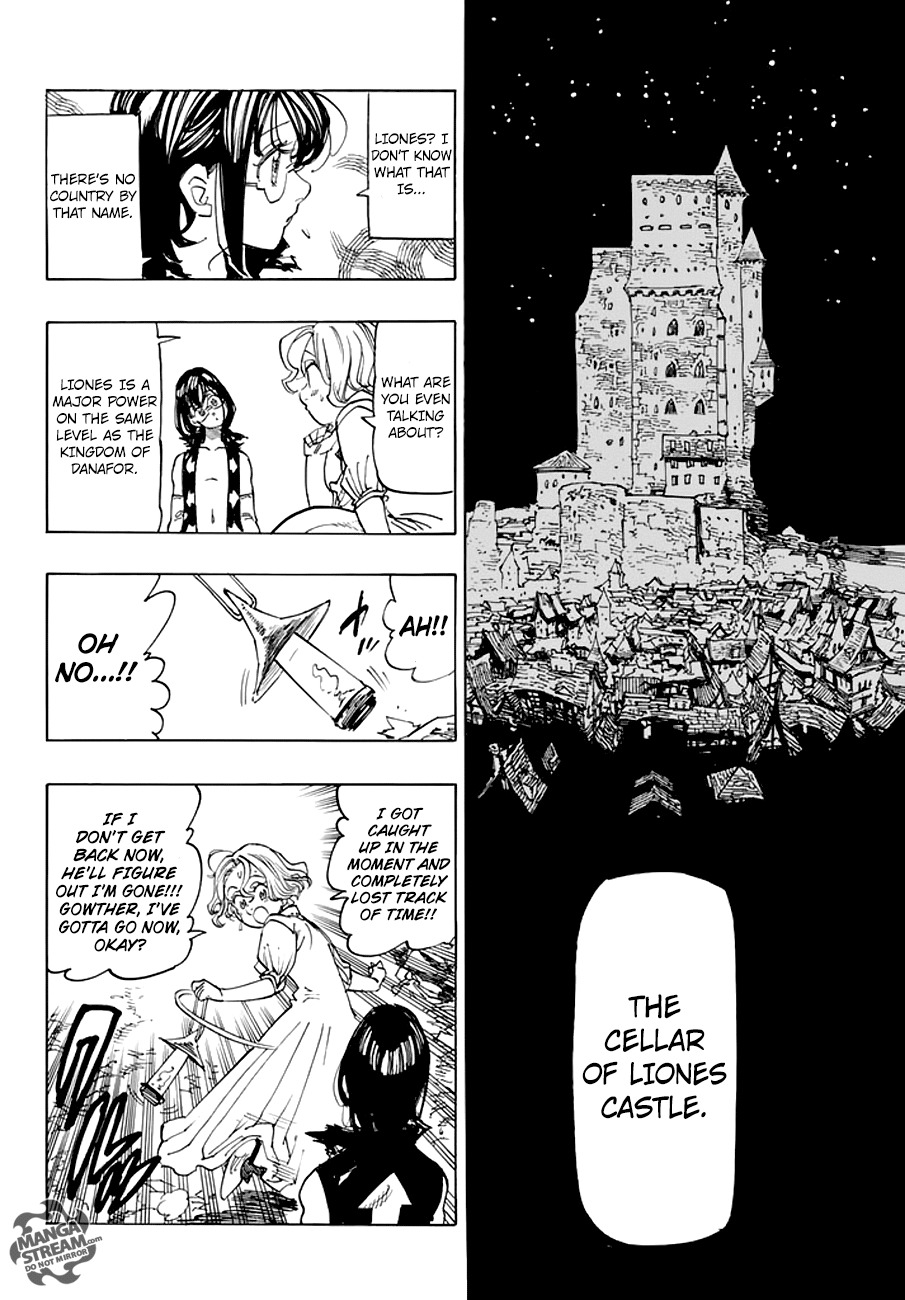 THE
CELLAR
OF LIONES
CASTLE.
LIONES? I
DON'T KNOW
WHAT THAT
IS...
THERE'S NO
COUNTRY BY
THAT NAME.
WHAT ARE
YOU EVEN
TALKING
ABOUT?
LIONES IS A
MAJOR POWER
ON THE SAME
LEVEL AS THE
KINGDOM OF
DANAFOR.
AH!!
OH
NO...!!
I GOT
CAUGHT
UP IN THE
MOMENT AND
COMPLETELY
LOST TRACK
OF TIME!!
IF I
DON'T GET
BACK NOW,
HE'LL FIGURE
OUT I'M GONE!!!
GOWTHER, I'VE
GOTTA GO NOW,
OKAY?
MANGA
STREAM.com
DO NOT MIRROR